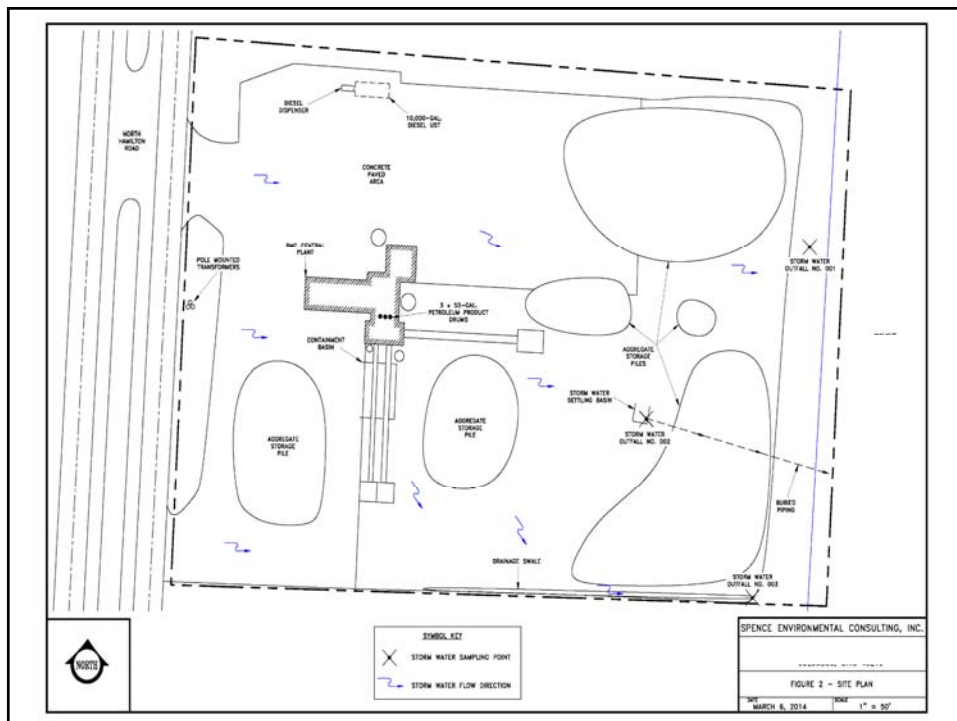 NORTH
HAMILTON
ROAD
DIESEL
DISPENSER
10,000-GAL.
DIESEL UST
CONCRETE
PAVED
AREA
POLE MOUNTED
TRANSFORMERS
CENTRAL
PLANT
CONTAINMENT
BASIN
3 x 55-GAL.
PETROLEUM PRODUCT
DRUMS
STORM WATER
OUTFALL NO. 001
AGGREGATE
STORAGE
PILES
STORM WATER
SETTLING BASIN
STORM WATER
OUTFALL NO. 002
AGGREGATE
STORAGE
PILE
AGGREGATE
STORAGE
PILE
BURIED
PIPING
DRAINAGE SWALE
STORM WATER
OUTFALL NO. 003
NORTH
SYMBOL KEY
STORM WATER SAMPLING POINT
STORM WATER FLOW DIRECTION
SPENCE ENVIRONMENTAL CONSULTING, INC.
FIGURE 2 - SITE PLAN
DATE
MARCH 6, 2014
SCALE
1" = 50'